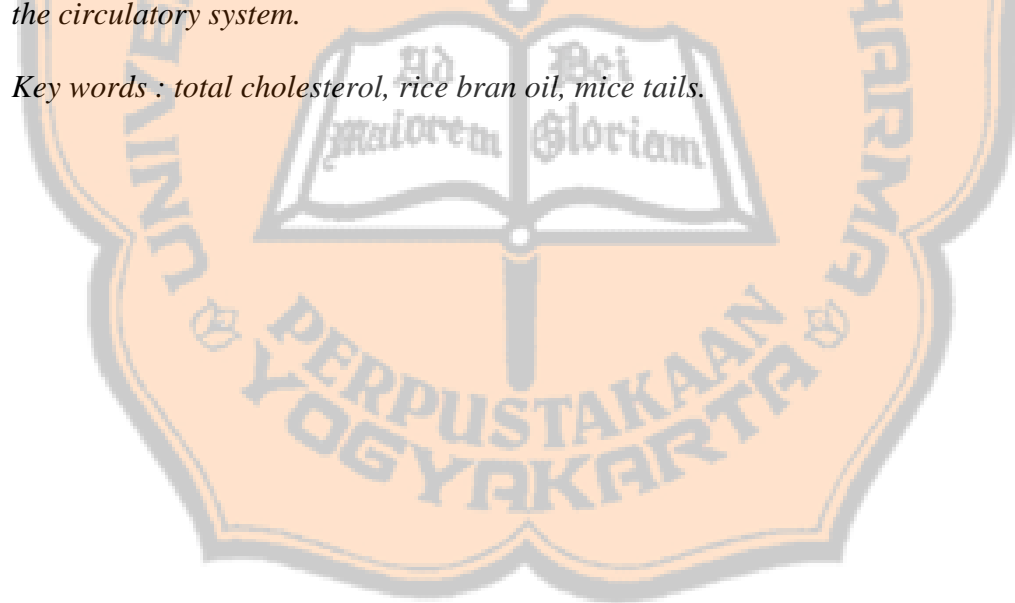 the circulatory system.
Key words : total cholesterol, rice bran oil, mice tails.
Ad Dei
Maiorem Gloriam
PERPUSTAKAAN
YOGYAKARTA